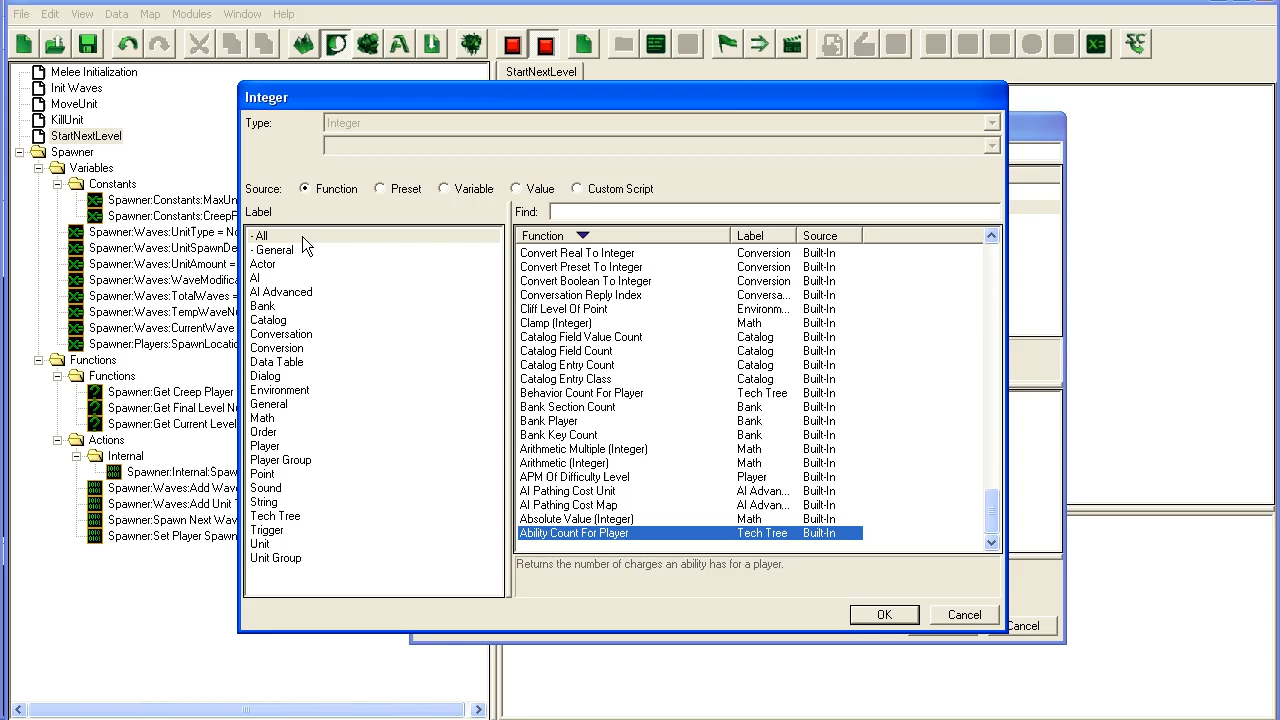 File Edit View Data Map Modules Window Help
StartNextLevel
Melee Initialization
Init Waves
MoveUnit
KillUnit
StartNextLevel
Spawner
Variables
Constants
Spawner:Constants:MaxUn
Spawner:Constants:CreepP
Spawner:Waves:UnitType = No
Spawner:Waves:UnitSpawnDe
Spawner:Waves:UnitAmount =
Spawner:Waves:WaveModifica
Spawner:Waves:TotalWaves =
Spawner:Waves:TempWaveNu
Spawner:Waves:CurrentWave
Spawner:Players:SpawnLocatio
Functions
Functions
Spawner:Get Creep Player
Spawner:Get Final Level Nu
Spawner:Get Current Level
Actions
Internal
Spawner:Internal:Spaw
Spawner:Waves:Add Wav
Spawner:Waves:Add Unit T
Spawner:Spawn Next Wav
Spawner:Set Player Spawn
Integer
Type: Integer
Source: Function Preset Variable Value Custom Script
Label
- All
- General
Actor
AI
AI Advanced
Bank
Catalog
Conversation
Conversion
Data Table
Dialog
Environment
General
Math
Order
Player
Player Group
Point
Sound
String
Tech Tree
Trigger
Unit
Unit Group
Find:
Function Label Source
Convert Real To Integer Conversion Built-In
Convert Preset To Integer Conversion Built-In
Convert Boolean To Integer Conversion Built-In
Conversation Reply Index Conversa... Built-In
Cliff Level Of Point Environm... Built-In
Clamp (Integer) Math Built-In
Catalog Field Value Count Catalog Built-In
Catalog Field Count Catalog Built-In
Catalog Entry Count Catalog Built-In
Catalog Entry Class Catalog Built-In
Behavior Count For Player Tech Tree Built-In
Bank Section Count Bank Built-In
Bank Player Bank Built-In
Bank Key Count Bank Built-In
Arithmetic Multiple (Integer) Math Built-In
Arithmetic (Integer) Math Built-In
APM Of Difficulty Level Player Built-In
AI Pathing Cost Unit AI Advan... Built-In
AI Pathing Cost Map AI Advan... Built-In
Absolute Value (Integer) Math Built-In
Ability Count For Player Tech Tree Built-In
Returns the number of charges an ability has for a player.
OK Cancel
Cancel